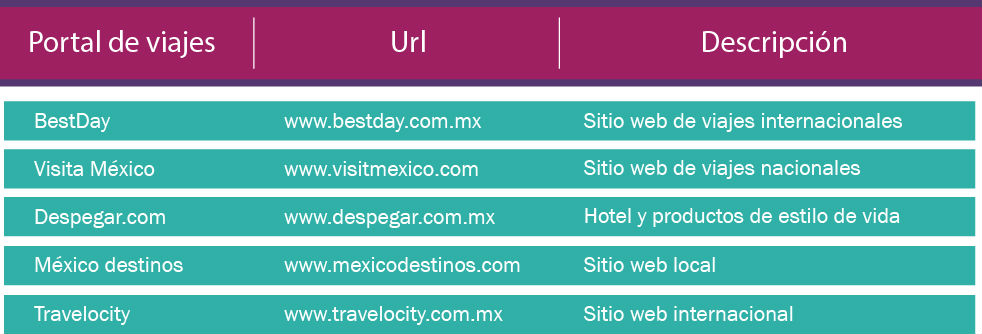 Portal de viajes Url Descripción
BestDay www.bestday.com.mx Sitio web de viajes internacionales
Visita México www.visitmexico.com Sitio web de viajes nacionales
Despegar.com www.despegar.com.mx Hotel y productos de estilo de vida
México destinos www.mexicodestinos.com Sitio web local
Travelocity www.travelocity.com.mx Sitio web internacional